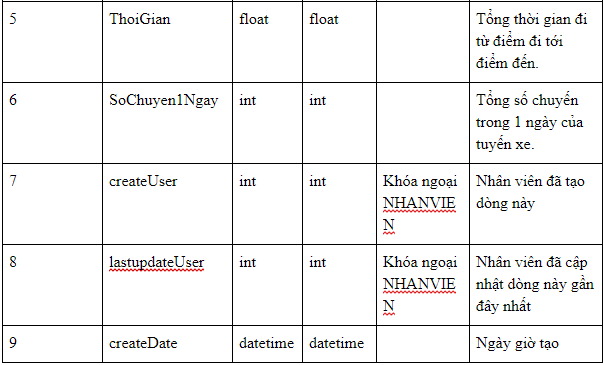 5 ThoiGian float float Tổng thời gian đi
từ điểm đi tới
điểm đến.
6 SoChuyen1Ngay int int Tổng số chuyến
trong 1 ngày của
tuyến xe.
7 createUser int int Khóa ngoại Nhân viên đã tạo
NHANVIE dòng này
N
8 lastupdateUser int int Khóa ngoại Nhân viên đã cập
NHANVIE nhật dòng này gần
N đây nhất
9 createDate datetime datetime Ngày giờ tạo